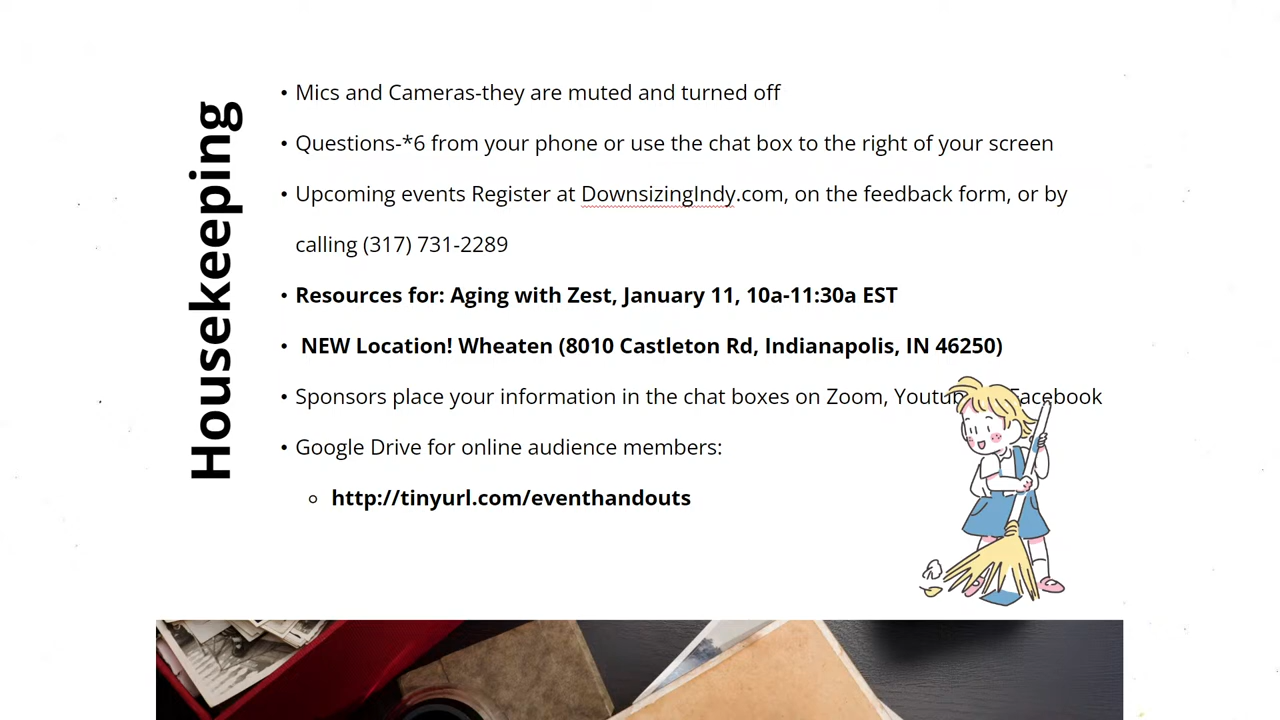 Housekeeping
• Mics and Cameras-they are muted and turned off
• Questions-*6 from your phone or use the chat box to the right of your screen
• Upcoming events Register at DownsizingIndy.com, on the feedback form, or by
calling (317) 731-2289
• Resources for: Aging with Zest, January 11, 10a-11:30a EST
• NEW Location! Wheaten (8010 Castleton Rd, Indianapolis, IN 46250)
• Sponsors place your information in the chat boxes on Zoom, Youtub Facebook
• Google Drive for online audience members:
○ http://tinyurl.com/eventhandouts